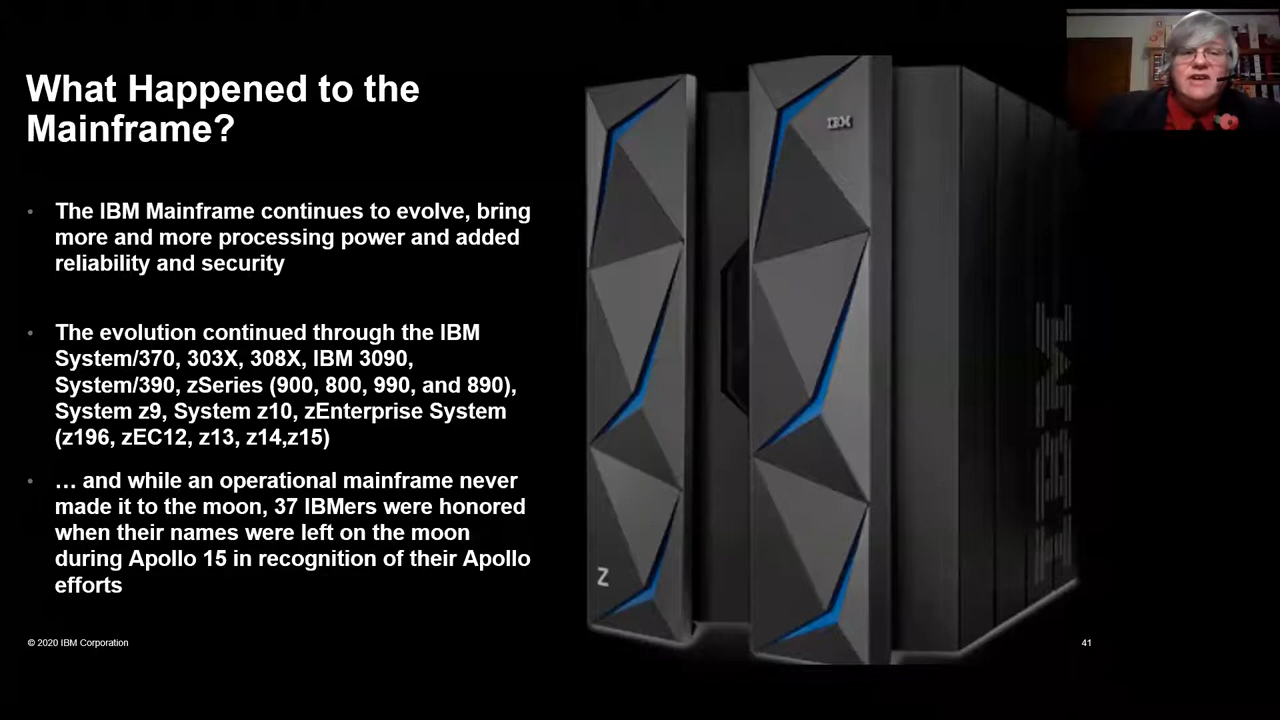 What Happened to the
Mainframe?
• The IBM Mainframe continues to evolve, bring
more and more processing power and added
reliability and security
• The evolution continued through the IBM
System/370, 303X, 308X, IBM 3090,
System/390, zSeries (900, 800, 990, and 890),
System z9, System z10, zEnterprise System
(z196, zEC12, z13, z14,z15)
• … and while an operational mainframe never
made it to the moon, 37 IBMers were honored
when their names were left on the moon
during Apollo 15 in recognition of their Apollo
efforts
IBM
IBM
Z
© 2020 IBM Corporation
41